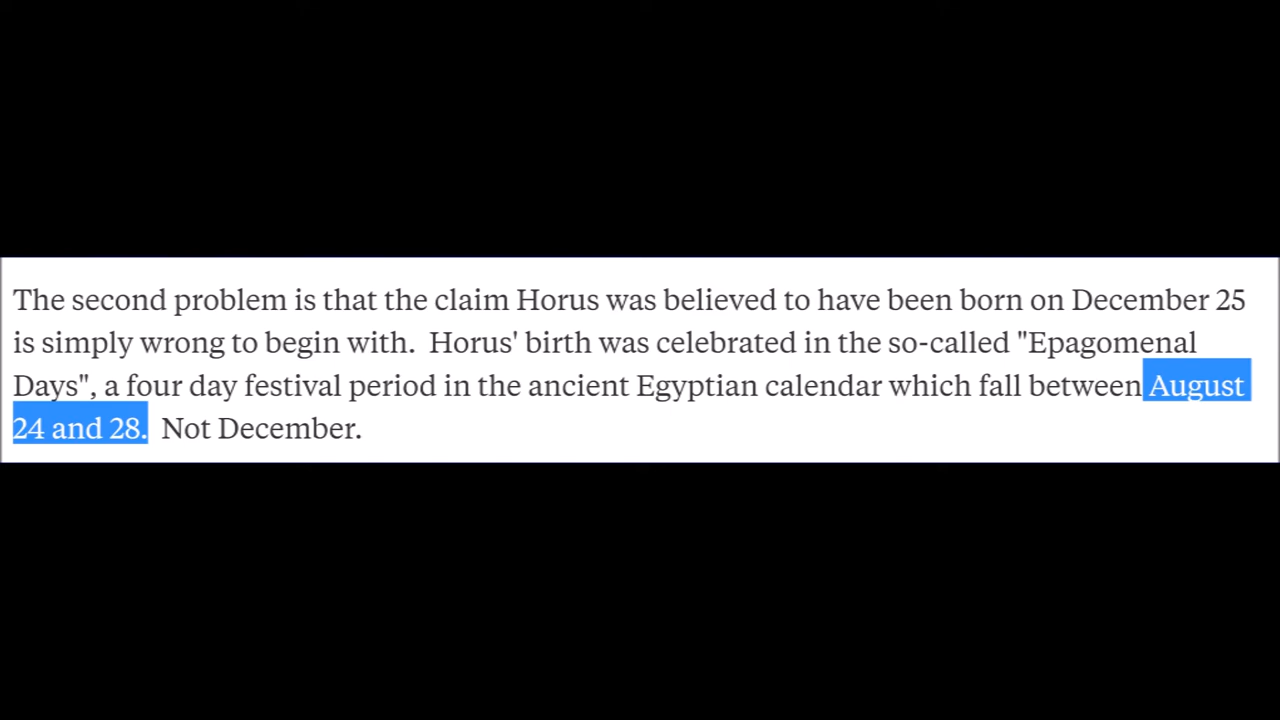 The second problem is that the claim Horus was believed to have been born on December 25
is simply wrong to begin with.  Horus' birth was celebrated in the so-called "Epagomenal
Days", a four day festival period in the ancient Egyptian calendar which fall between August
24 and 28.  Not December.